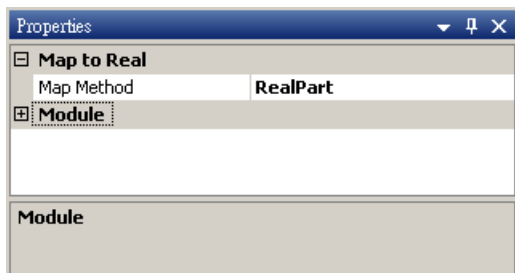 Properties
Map to Real
Map Method RealPart
Module
Module